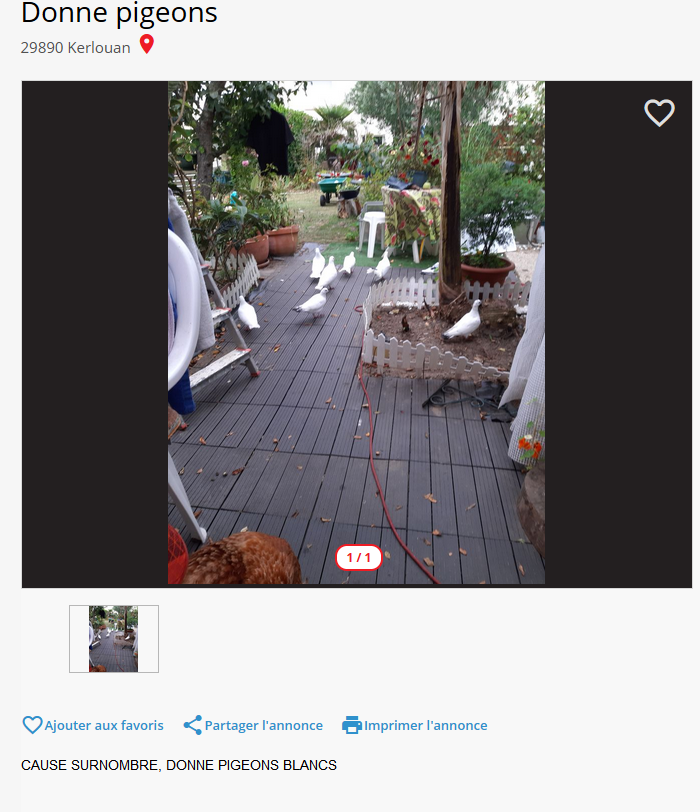 Donne pigeons
29890 Kerlouan
1 / 1
Ajouter aux favoris
Partager l'annonce
Imprimer l'annonce
CAUSE SURNOMBRE, DONNE PIGEONS BLANCS